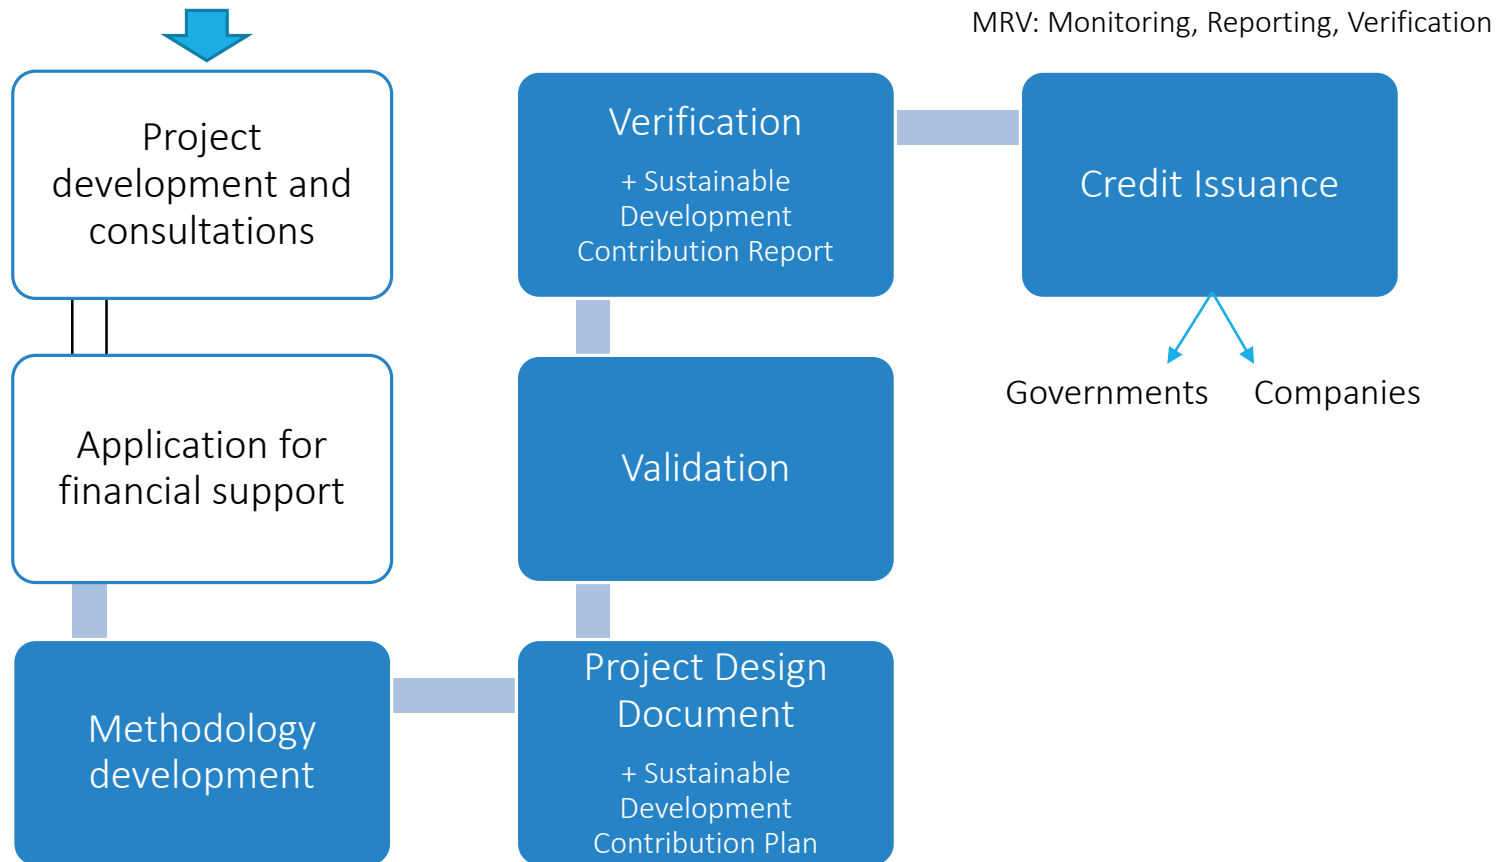 MRV: Monitoring, Reporting, Verification
Project
development and
consultations
Application for
financial support
Methodology
development
Project Design
Document
+ Sustainable
Development
Contribution Plan
Validation
Verification
+ Sustainable
Development
Contribution Report
Credit Issuance
Governments
Companies